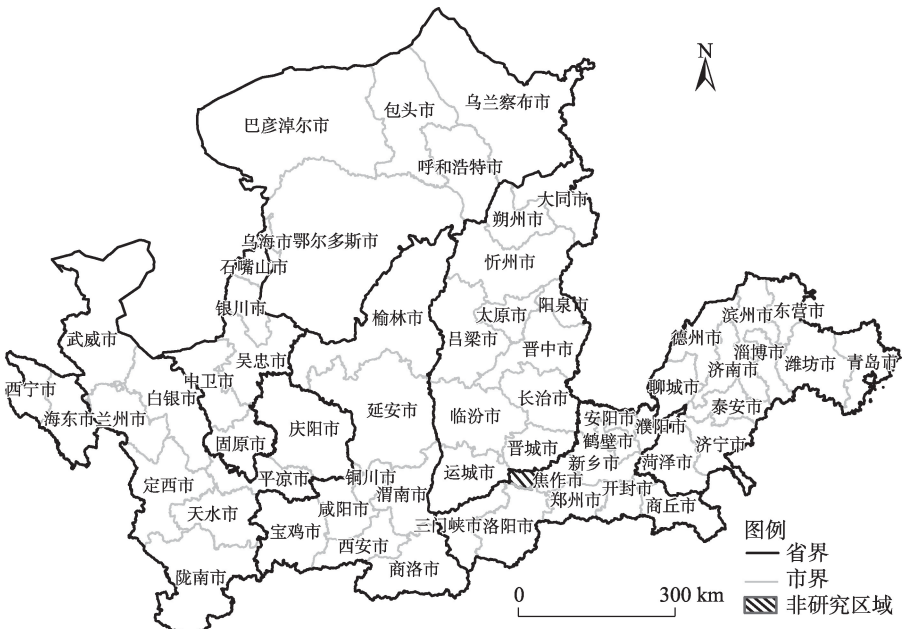 N
乌兰察布市
包头市
巴彦淖尔市
呼和浩特市
大同市
朔州市
乌海市
鄂尔多斯市
石嘴山市
忻州市
银川市
榆林市
太原市
阳泉市
滨州市
东营市
武威市
吕梁市
晋中市
德州市
淄博市
吴忠市
济南市
潍坊市
青岛市
西宁市
中卫市
白银市
聊城市
海东市
兰州市
延安市
临汾市
长治市
泰安市
安阳市
濮阳市
庆阳市
固原市
鹤壁市
晋城市
济宁市
新乡市
菏泽市
运城市
焦作市
平凉市
铜川市
定西市
渭南市
开封市
郑州市
商丘市
咸阳市
天水市
三门峡市
洛阳市
宝鸡市
西安市
商洛市
陇南市
图例
省界
市界
非研究区域
0
300 km